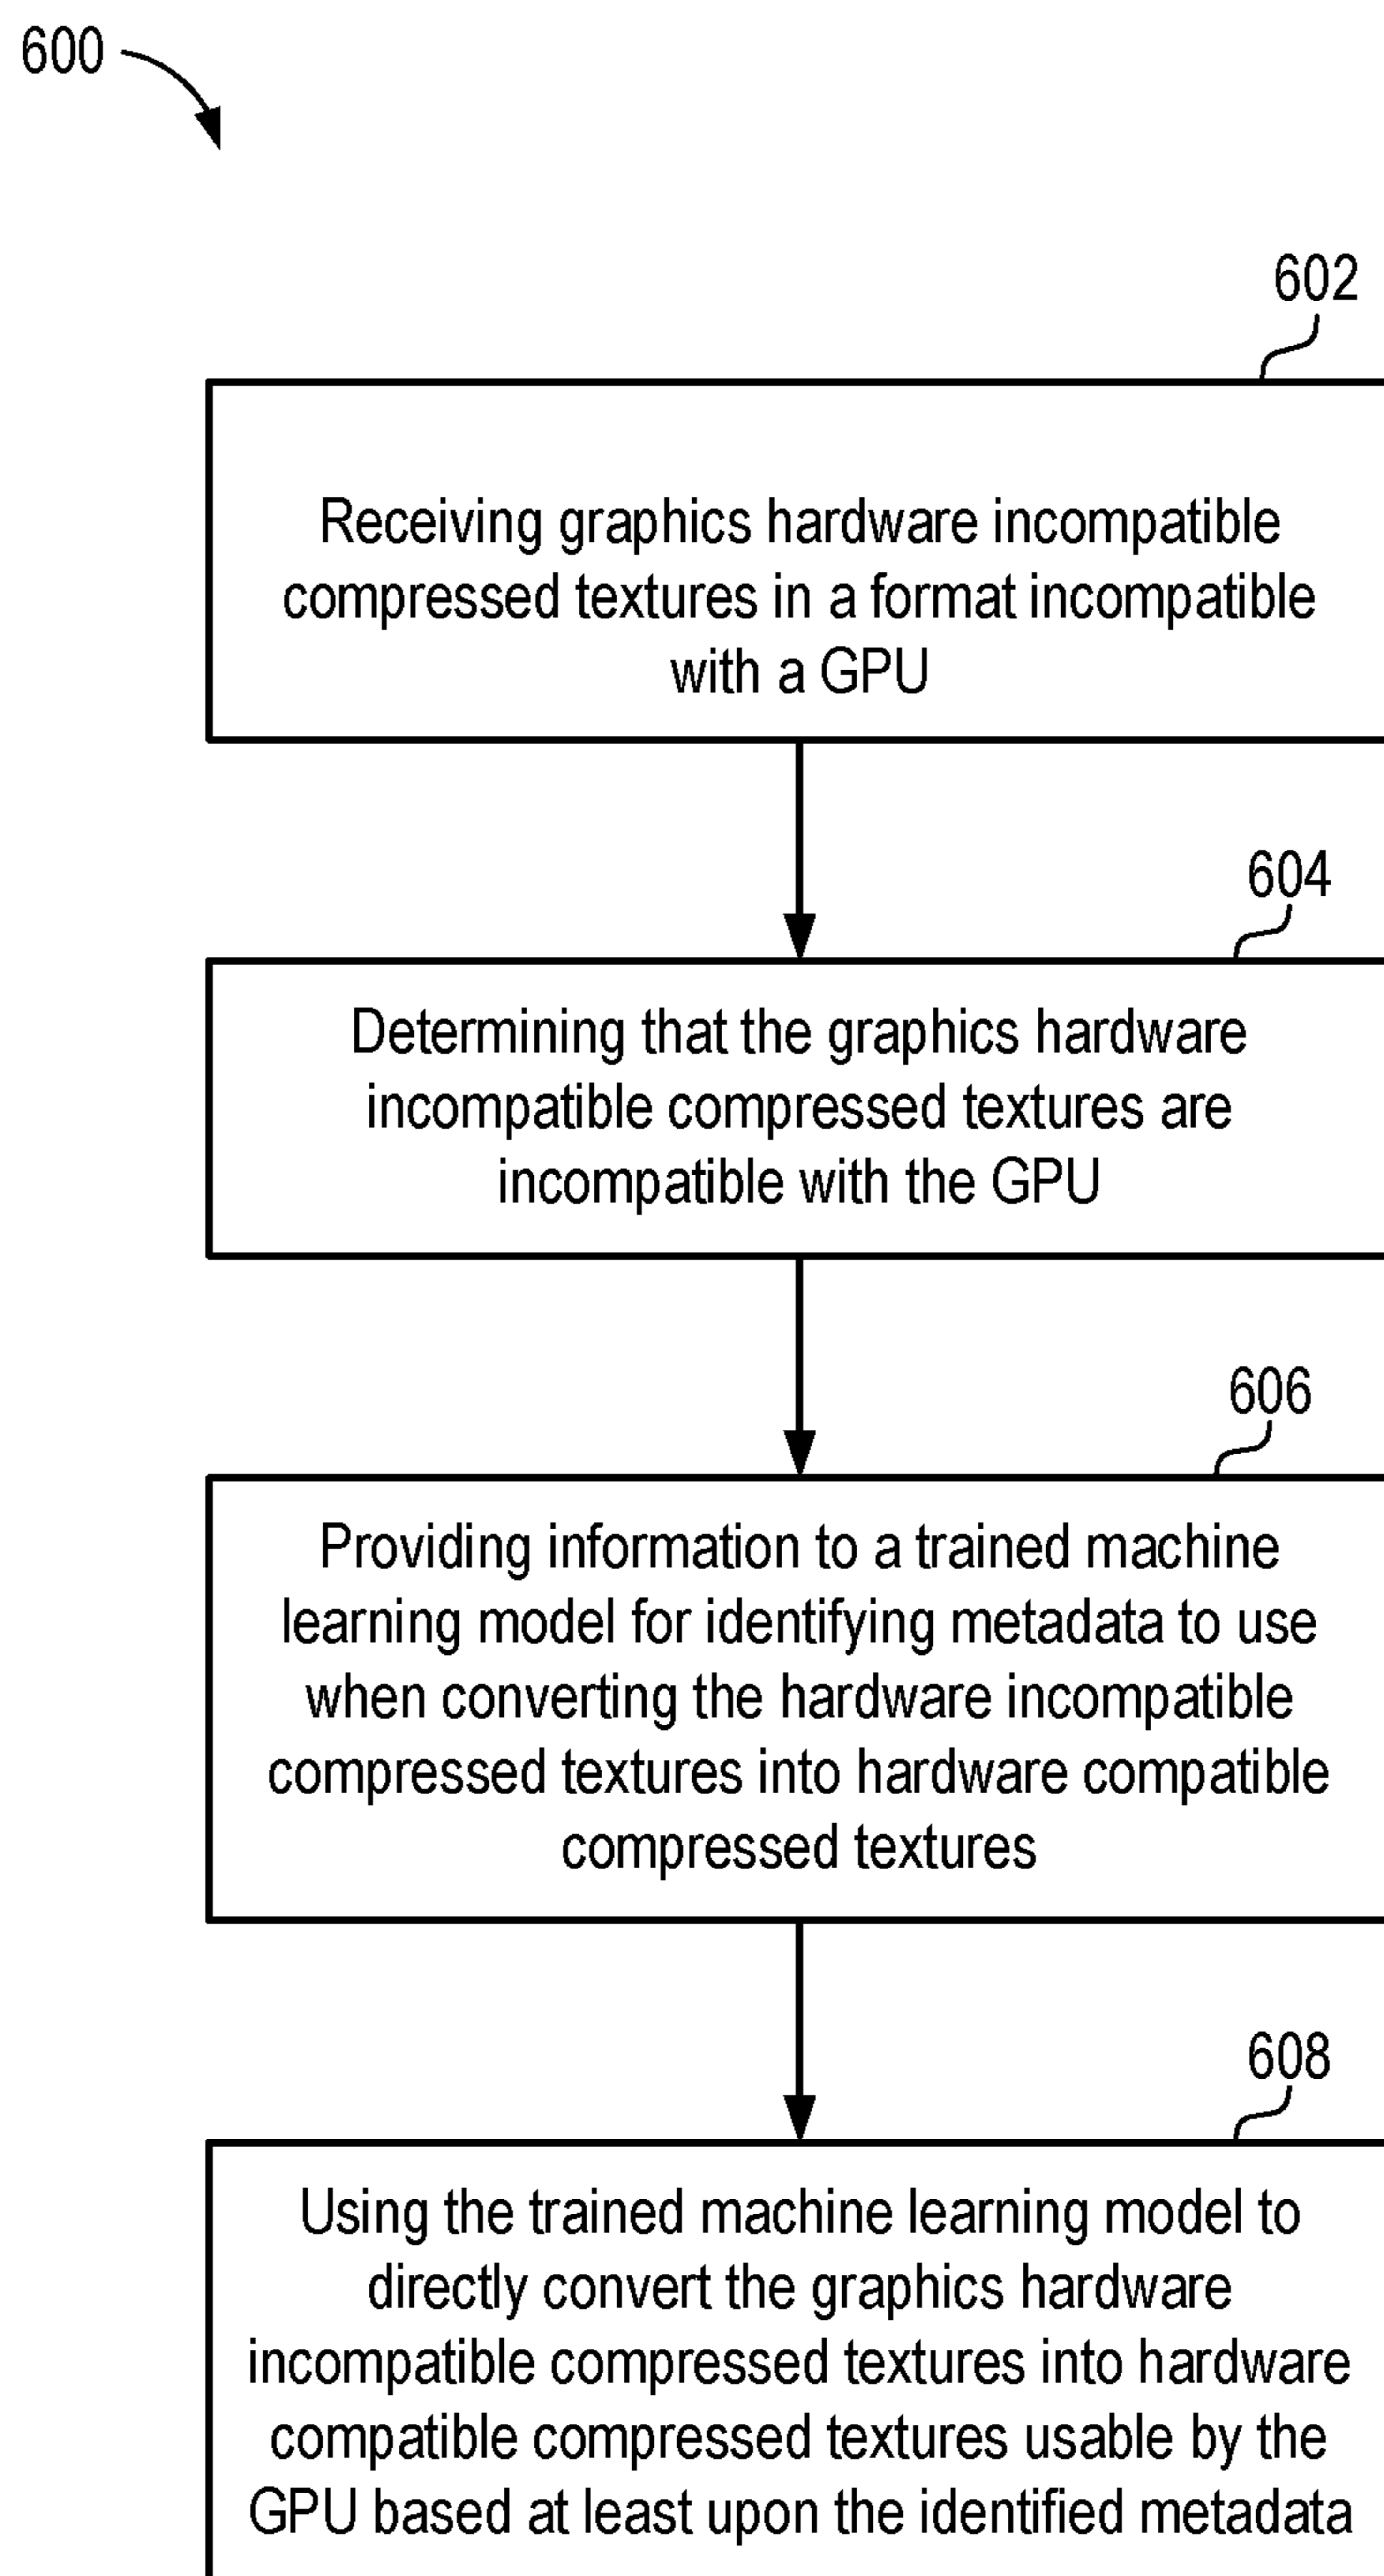 600
602
Receiving graphics hardware incompatible
compressed textures in a format incompatible
with a GPU
604
Determining that the graphics hardware
incompatible compressed textures are
incompatible with the GPU
606
Providing information to a trained machine
learning model for identifying metadata to use
when converting the hardware incompatible
compressed textures into hardware compatible
compressed textures
608
Using the trained machine learning model to
directly convert the graphics hardware
incompatible compressed textures into hardware
compatible compressed textures usable by the
GPU based at least upon the identified metadata